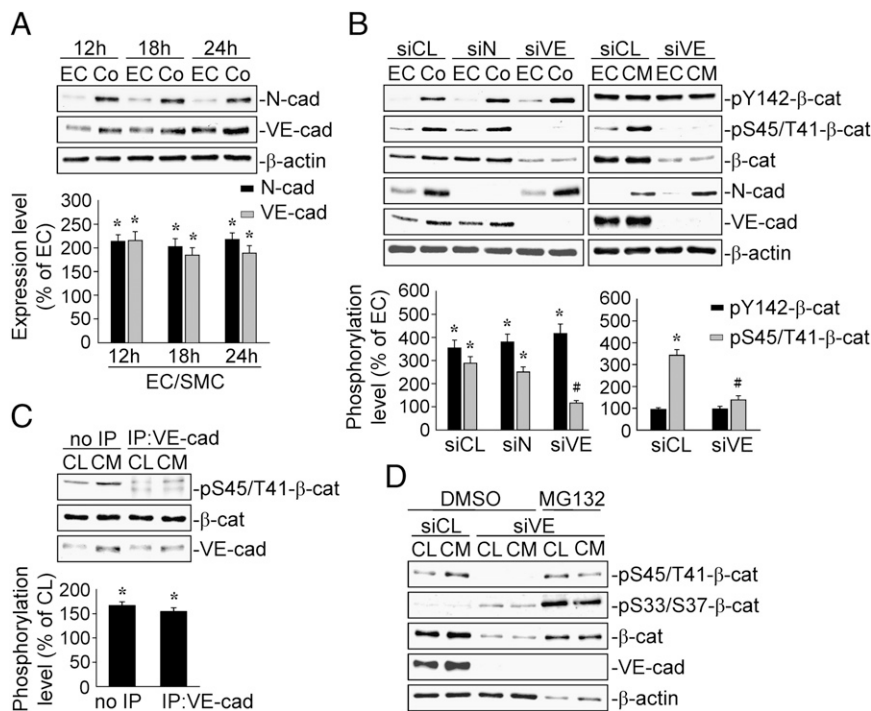 A
12h 18h 24h
EC Co EC Co EC Co
-N-cad
-VE-cad
-β-actin
N-cad
VE-cad
Expression level
(% of EC)
300
250
200
150
100
50
0
* * * * * *
12h 18h 24h
EC/SMC
B
siCL siN siVE siCL siVE
EC Co EC Co EC Co EC CM EC CM
-pY142-β-cat
-pS45/T41-β-cat
-β-cat
-N-cad
-VE-cad
-β-actin
Phosphorylation
level (% of EC)
500
400
300
200
100
0
* * * * * #
siCL siN siVE
600
500
400
300
200
100
0
* #
siCL siVE
pY142-β-cat
pS45/T41-β-cat
C
no IP IP:VE-cad
CL CM CL CM
-pS45/T41-β-cat
-β-cat
-VE-cad
Phosphorylation
level (% of CL)
200
150
100
50
0
* *
no IP IP:VE-cad
D
DMSO MG132
siCL siVE
CL CM CL CM CL CM
-pS45/T41-β-cat
-pS33/S37-β-cat
-β-cat
-VE-cad
-β-actin